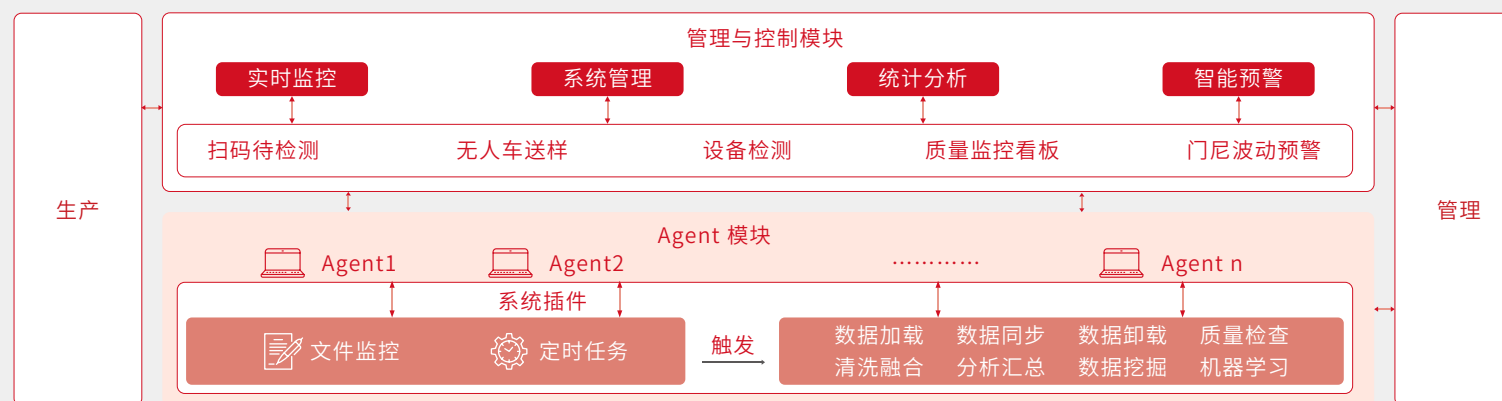 管理与控制模块
实时监控 系统管理 统计分析 智能预警
扫码待检测 无人车送样 设备检测 质量监控看板 门尼波动预警
生产
管理
Agent 模块
Agent1 Agent2 ………… Agent n
系统插件
文件监控 定时任务
触发
数据加载 数据同步 数据卸载 质量检查
清洗融合 分析汇总 数据挖掘 机器学习